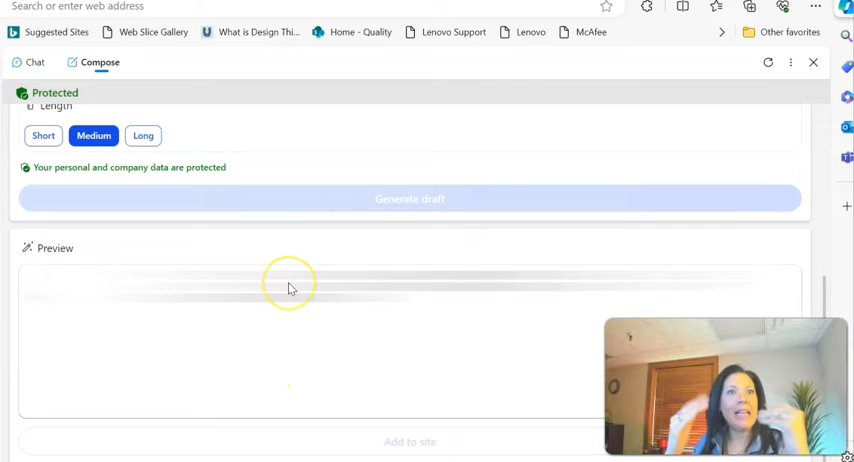 Search or enter web address
Suggested Sites Web Slice Gallery What is Design Thi... Home - Quality Lenovo Support Lenovo McAfee Other favorites
Chat Compose
Protected
Length
Short Medium Long
Your personal and company data are protected
Generate draft
Preview
Add to site